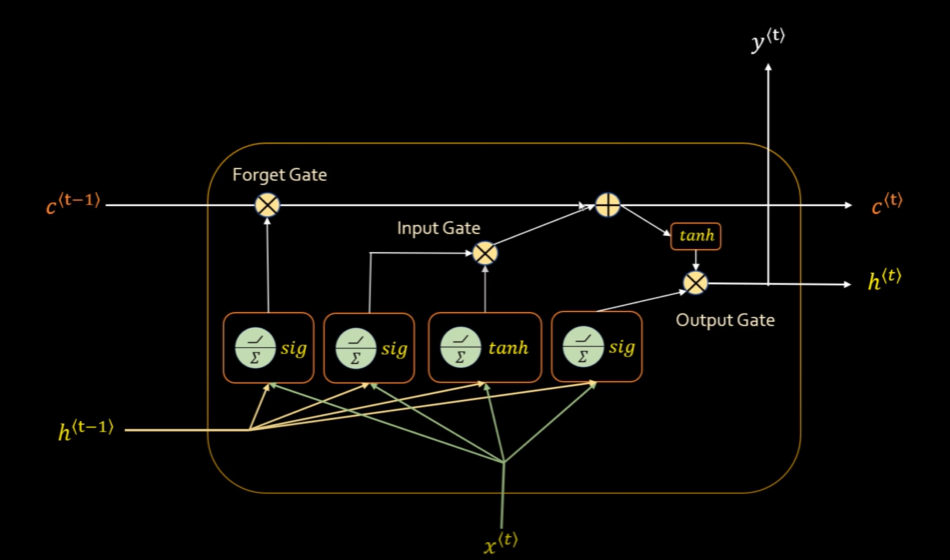 y⟨t⟩
Forget Gate
c⟨t−1⟩
c⟨t⟩
Input Gate
tanh
h⟨t⟩
Output Gate
Σ sig
Σ sig
Σ tanh
Σ sig
h⟨t−1⟩
x⟨t⟩